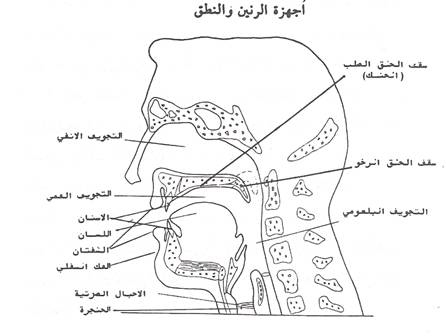 أجهزة الرنين والنطق
سقف الحلق الصلب
(الحنك)
التجويف الانفي
سقف الحلق الرخو
التجويف الفمي
التجويف البلعومي
الاسنان
اللسان
الشفتان
الفك السفلي
الاحبال الصوتية
الحنجرة